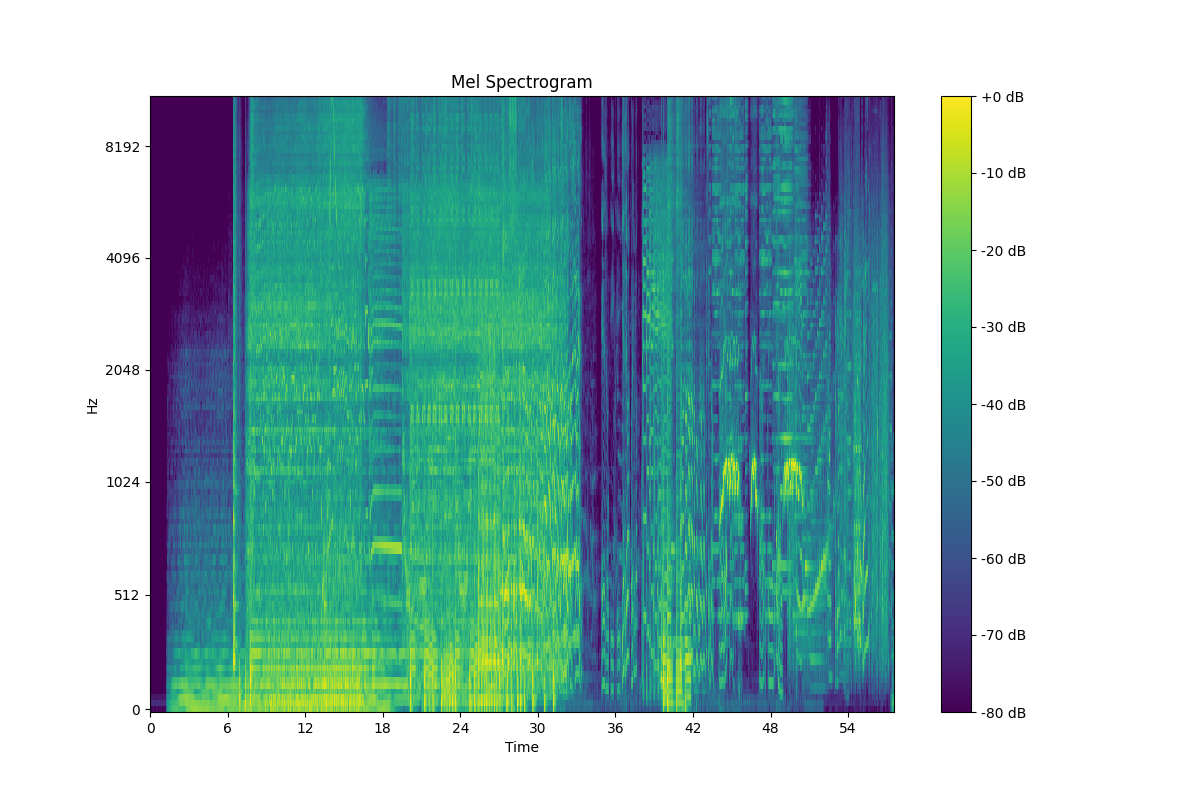 Mel Spectrogram
+0 dB
8192
-10 dB
-20 dB
4096
-30 dB
2048
-40 dB
Hz
1024
-50 dB
-60 dB
512
-70 dB
0
-80 dB
0 6 12 18 24 30 36 42 48 54
Time